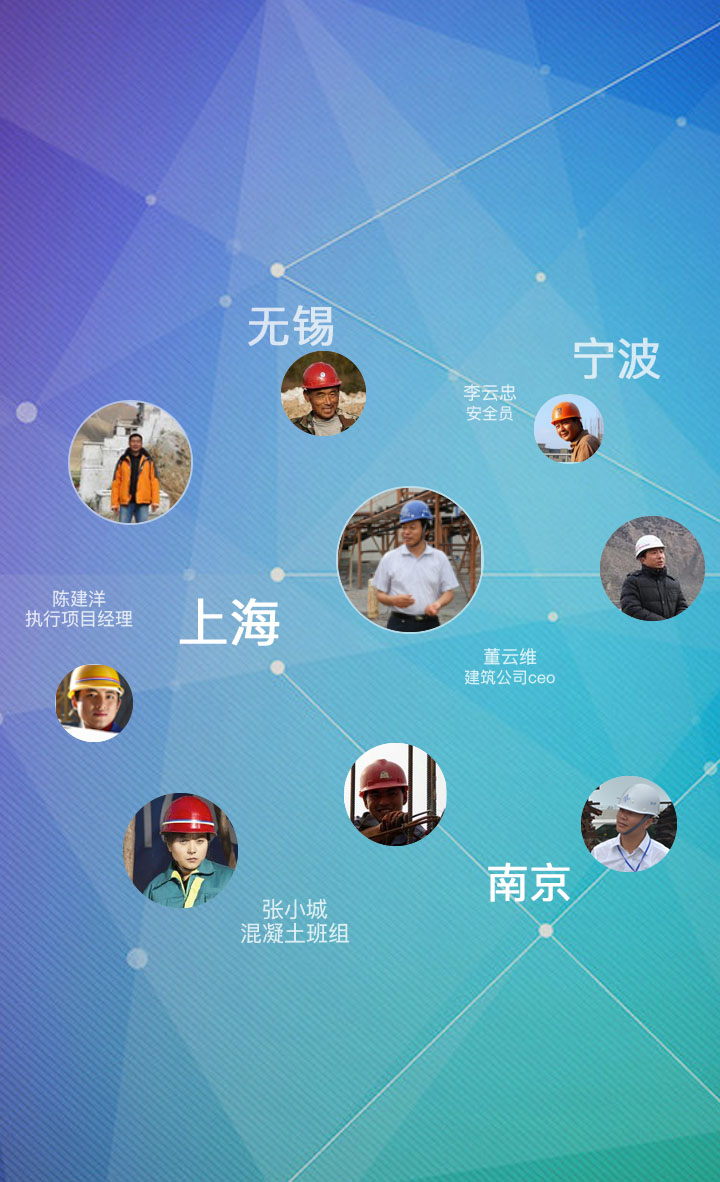 无锡
宁波
李云忠
安全员
陈建洋
执行项目经理
上海
董云维
建筑公司ceo
南京
张小城
混凝土班组